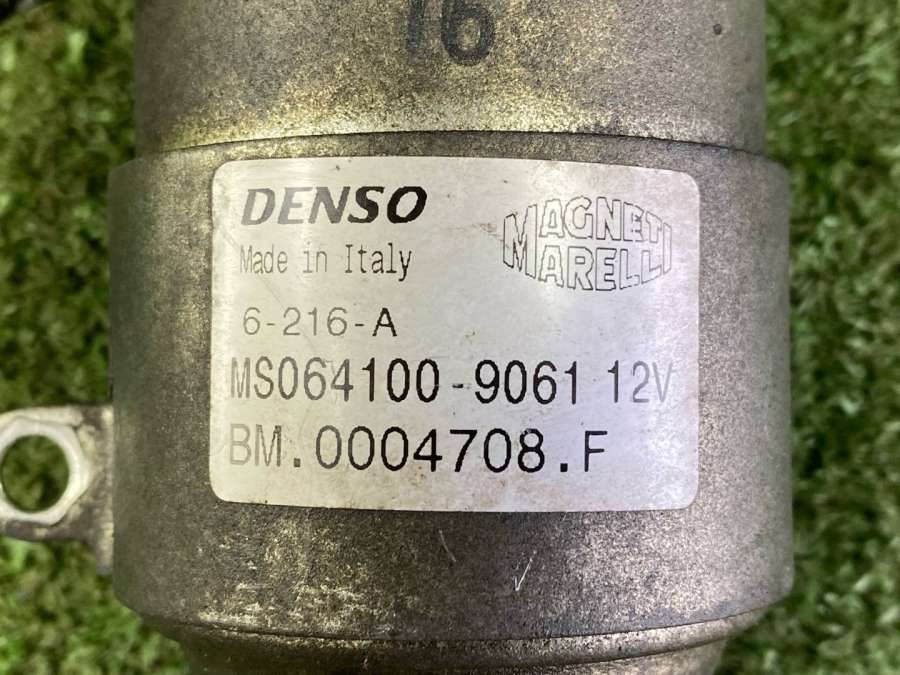 16
DENSO
MAGNETI
MARELLI
Made in Italy
6-216-A
MS064100-9061 12V
BM.0004708.F